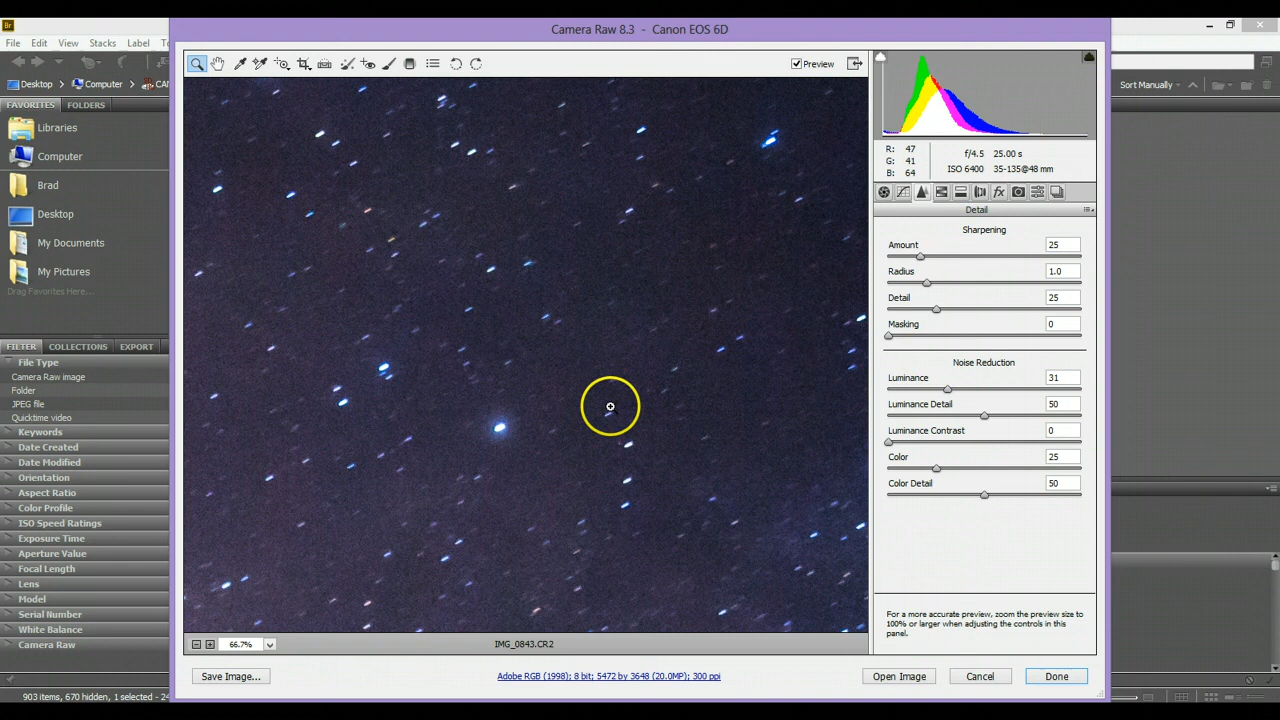 Camera Raw 8.3 - Canon EOS 6D
Br
File Edit View Stacks Label
Desktop Computer
Sort Manually
FAVORITES FOLDERS
Libraries
Computer
Brad
Desktop
My Documents
My Pictures
Drag Favorites Here...
FILTER COLLECTIONS EXPORT
File Type
Camera Raw image
Folder
JPEG file
Quicktime video
Keywords
Date Created
Date Modified
Orientation
Aspect Ratio
Color Profile
ISO Speed Ratings
Exposure Time
Aperture Value
Focal Length
Lens
Model
Serial Number
White Balance
Camera Raw
903 items, 670 hidden, 1 selected - 24
Preview
R: 47
G: 41
B: 64
f/4.5 25.00 s
ISO 6400 35-135@48 mm
Detail
Sharpening
Amount 25
Radius 1.0
Detail 25
Masking 0
Noise Reduction
Luminance 31
Luminance Detail 50
Luminance Contrast 0
Color 25
Color Detail 50
For a more accurate preview, zoom the preview size to
100% or larger when adjusting the controls in this
panel.
66.7%
IMG_0843.CR2
Save Image...
Adobe RGB (1998); 8 bit; 5472 by 3648 (20.0MP); 300 ppi
Open Image
Cancel
Done